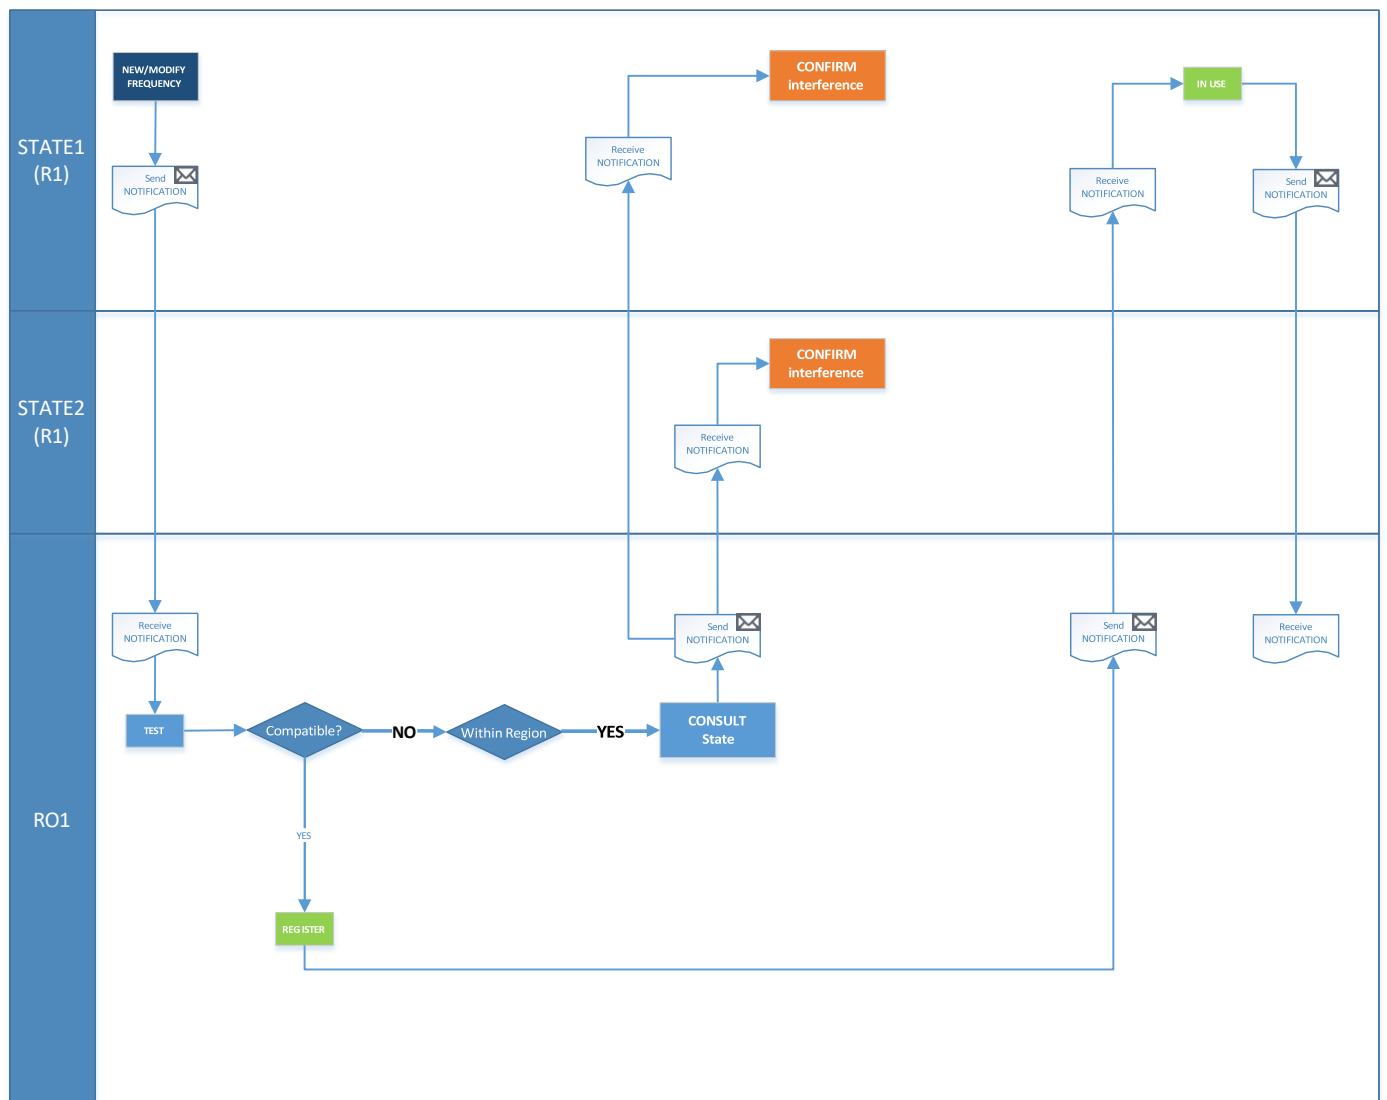 STATE1
(R1)
NEW/MODIFY
FREQUENCY
Send
NOTIFICATION
Receive
NOTIFICATION
CONFIRM
interference
Receive
NOTIFICATION
IN USE
Send
NOTIFICATION
STATE2
(R1)
Receive
NOTIFICATION
CONFIRM
interference
RO1
Receive
NOTIFICATION
TEST
Compatible?
NO
Within Region
YES
CONSULT
State
Send
NOTIFICATION
YES
REGISTER
Send
NOTIFICATION
Receive
NOTIFICATION